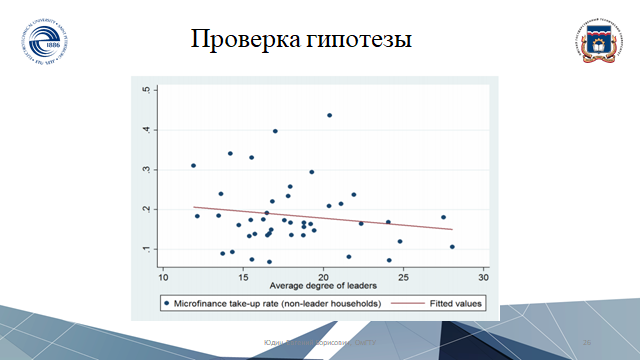 Проверка гипотезы
.5
.4
.3
.2
.1
10 15 20 25 30
Average degree of leaders
Microfinance take-up rate (non-leader households) Fitted values
1886
26